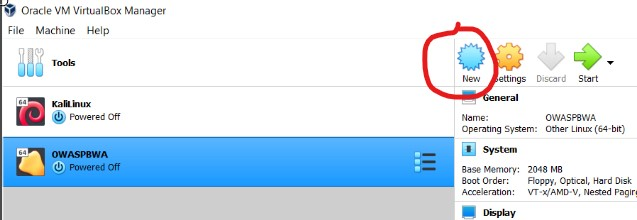 Oracle VM VirtualBox Manager
File Machine Help
Tools
New Settings Discard Start
64
KaliLinux
Powered Off
64
OWASPBWA
Powered Off
General
Name: OWASPBWA
Operating System: Other Linux (64-bit)
System
Base Memory: 2048 MB
Boot Order: Floppy, Optical, Hard Disk
Acceleration: VT-x/AMD-V, Nested Paging
Display